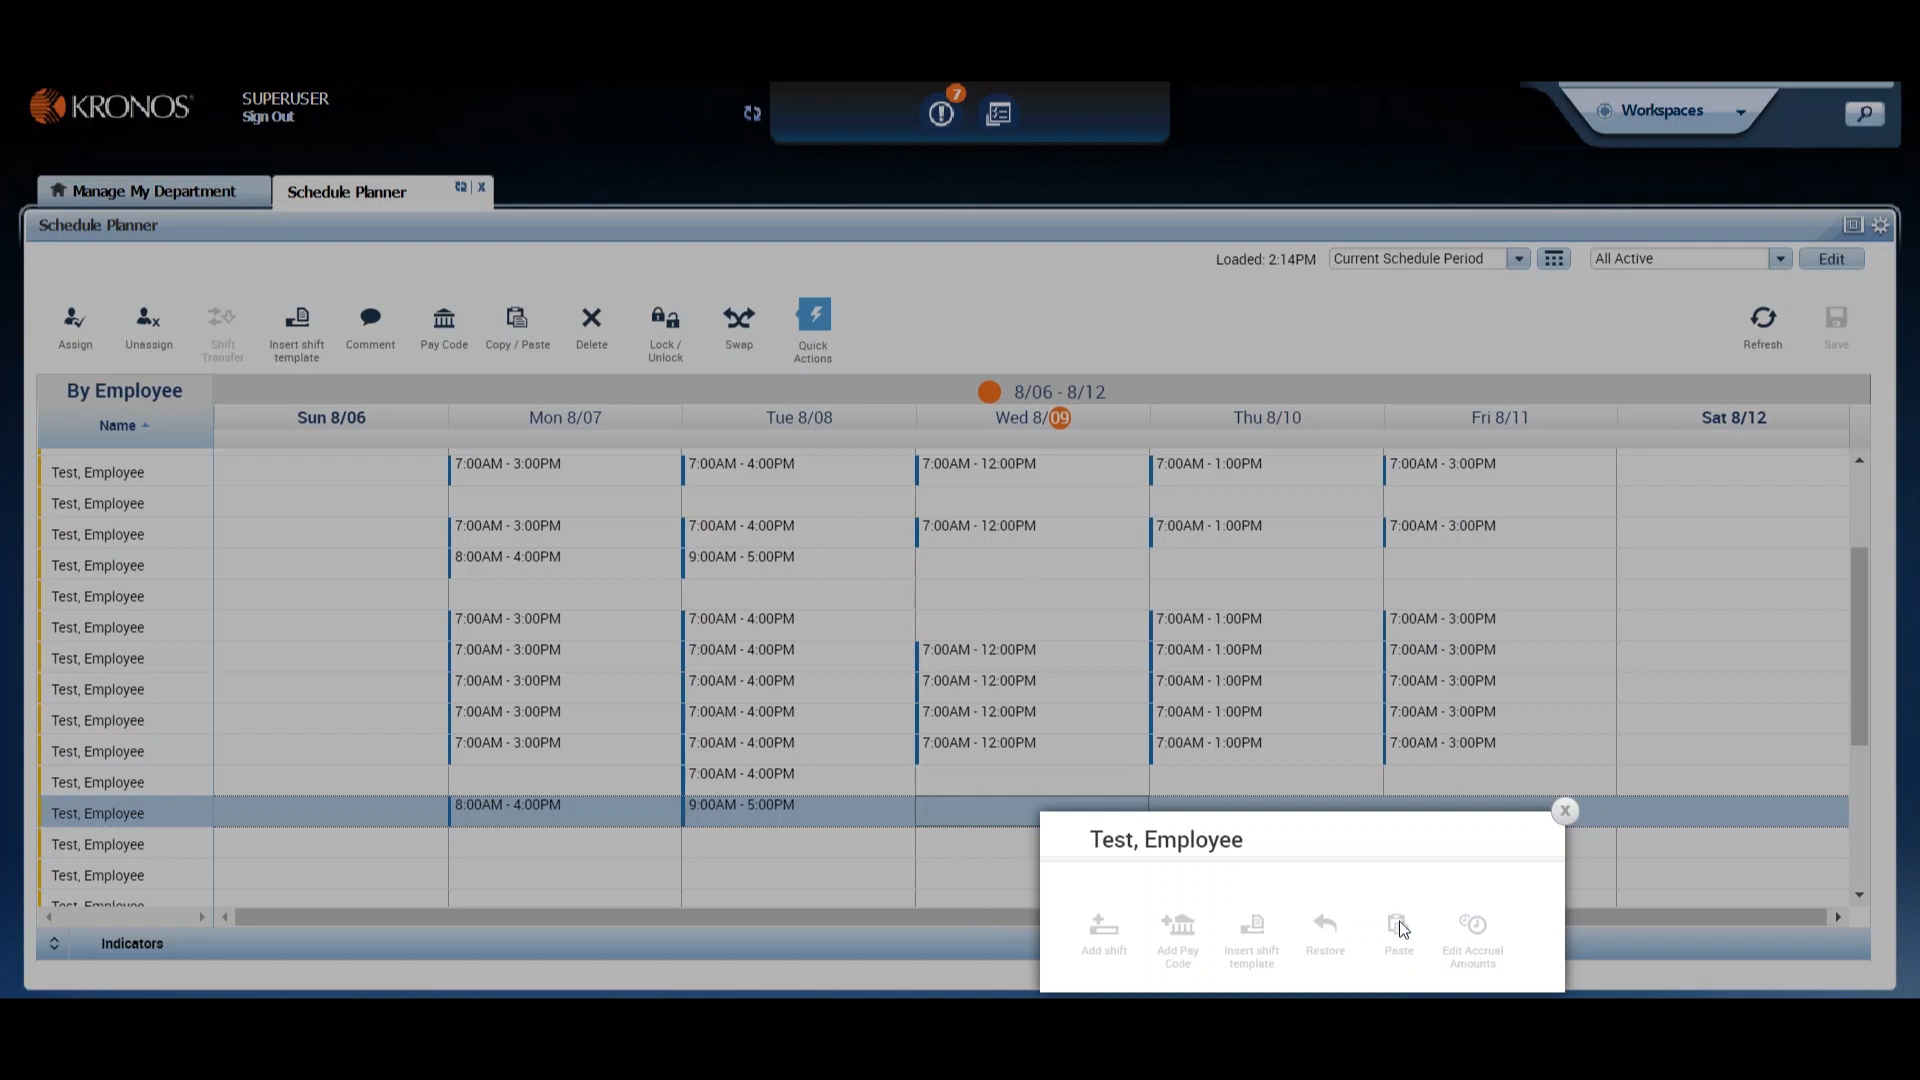 KRONOS
SUPERUSER
Sign Out
7
Workspaces
Manage My Department
Schedule Planner
X
Schedule Planner
Loaded: 2:14PM
Current Schedule Period
All Active
Edit
Assign
Unassign
Shift
Transfer
Insert shift
template
Comment
Pay Code
Copy / Paste
Delete
Lock /
Unlock
Swap
Quick
Actions
Refresh
Save
By Employee
8/06 - 8/12
Name
Sun 8/06
Mon 8/07
Tue 8/08
Wed 8/09
Thu 8/10
Fri 8/11
Sat 8/12
Test, Employee 7:00AM - 3:00PM 7:00AM - 4:00PM 7:00AM - 12:00PM 7:00AM - 1:00PM 7:00AM - 3:00PM
Test, Employee
Test, Employee 7:00AM - 3:00PM 7:00AM - 4:00PM 7:00AM - 12:00PM 7:00AM - 1:00PM 7:00AM - 3:00PM
Test, Employee 8:00AM - 4:00PM 9:00AM - 5:00PM
Test, Employee
Test, Employee 7:00AM - 3:00PM 7:00AM - 4:00PM 7:00AM - 1:00PM 7:00AM - 3:00PM
Test, Employee 7:00AM - 3:00PM 7:00AM - 4:00PM 7:00AM - 12:00PM 7:00AM - 1:00PM 7:00AM - 3:00PM
Test, Employee 7:00AM - 3:00PM 7:00AM - 4:00PM 7:00AM - 12:00PM 7:00AM - 1:00PM 7:00AM - 3:00PM
Test, Employee 7:00AM - 3:00PM 7:00AM - 4:00PM 7:00AM - 12:00PM 7:00AM - 1:00PM 7:00AM - 3:00PM
Test, Employee 7:00AM - 3:00PM 7:00AM - 4:00PM 7:00AM - 12:00PM 7:00AM - 1:00PM 7:00AM - 3:00PM
Test, Employee 7:00AM - 4:00PM
Test, Employee 8:00AM - 4:00PM 9:00AM - 5:00PM
Test, Employee
Test, Employee
Test, Employee
Indicators
Test, Employee
Add shift
Add Pay
Code
Insert shift
template
Restore
Paste
Edit Accrual
Amounts